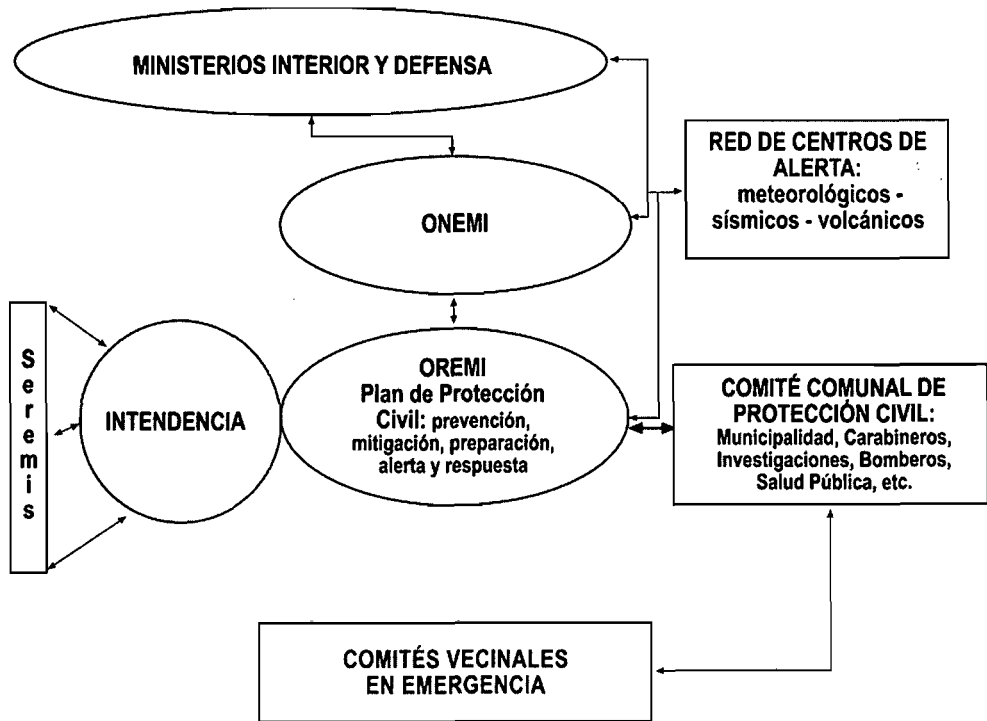 MINISTERIOS INTERIOR Y DEFENSA
RED DE CENTROS DE
ALERTA:
meteorológicos -
sísmicos - volcánicos
ONEMI
Seremis
INTENDENCIA
OREMI
Plan de Protección
Civil: prevención,
mitigación, preparación,
alerta y respuesta
COMITÉ COMUNAL DE
PROTECCIÓN CIVIL:
Municipalidad, Carabineros,
Investigaciones, Bomberos,
Salud Pública, etc.
COMITÉS VECINALES
EN EMERGENCIA